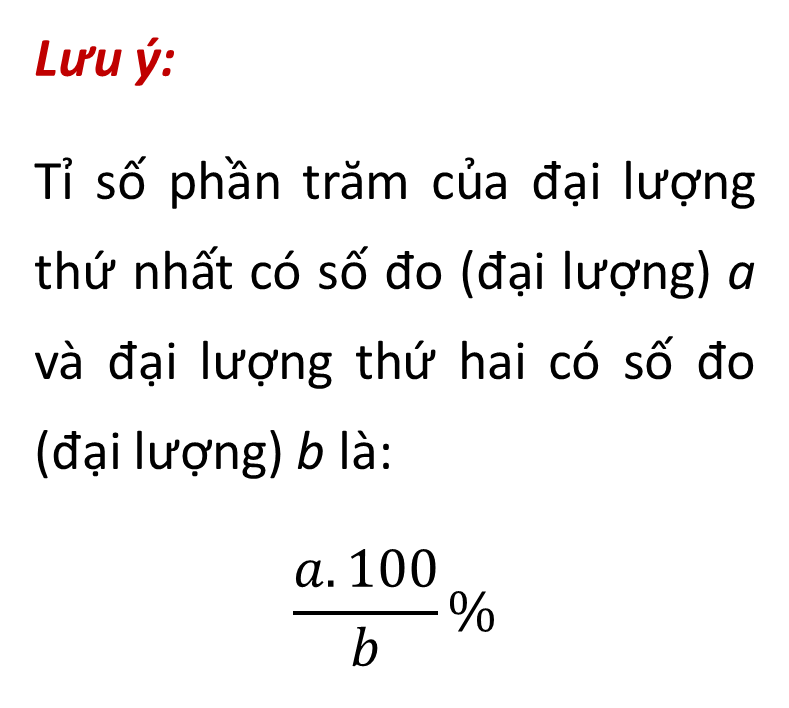 Lưu ý:
Tỉ số phần trăm của đại lượng
thứ nhất có số đo (đại lượng) a
và đại lượng thứ hai có số đo
(đại lượng) b là:
a. 100
%
b